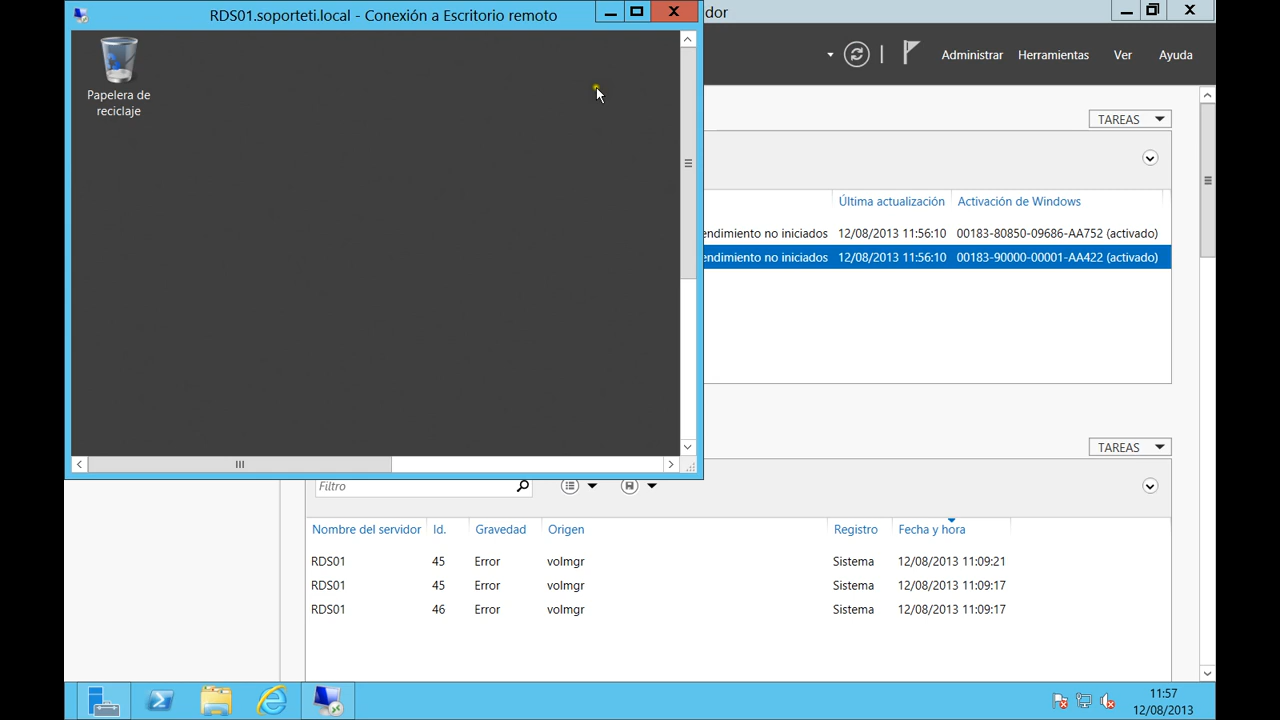 RDS01.soporteti.local - Conexión a Escritorio remoto
dor
Administrar Herramientas Ver Ayuda
Papelera de
reciclaje
TAREAS
Última actualización Activación de Windows
endimiento no iniciados 12/08/2013 11:56:10 00183-80850-09686-AA752 (activado)
endimiento no iniciados 12/08/2013 11:56:10 00183-90000-00001-AA422 (activado)
TAREAS
Filtro
Nombre del servidor Id. Gravedad Origen Registro Fecha y hora
RDS01 45 Error volmgr Sistema 12/08/2013 11:09:21
RDS01 45 Error volmgr Sistema 12/08/2013 11:09:17
RDS01 46 Error volmgr Sistema 12/08/2013 11:09:17
11:57
12/08/2013